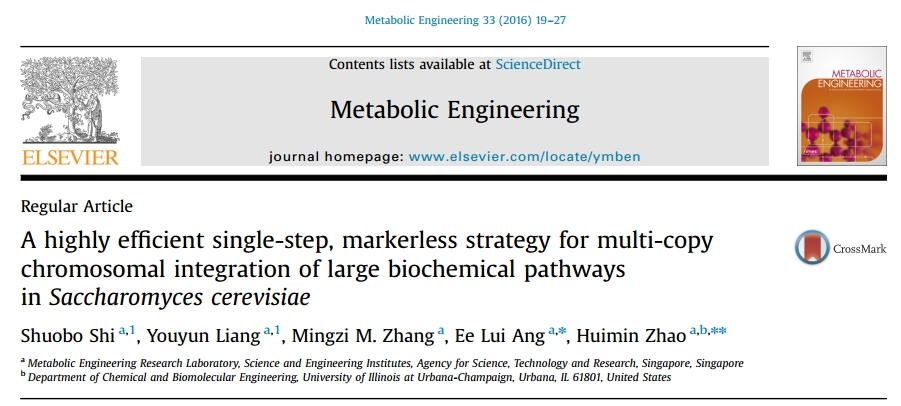 Metabolic Engineering 33 (2016) 19–27
Contents lists available at ScienceDirect
Metabolic Engineering
journal homepage: www.elsevier.com/locate/ymben
ELSEVIER
METABOLIC
ENGINEERING
Regular Article
A highly efficient single-step, markerless strategy for multi-copy
chromosomal integration of large biochemical pathways
in Saccharomyces cerevisiae
CrossMark
Shuobo Shi a,1, Youyun Liang a,1, Mingzi M. Zhang a, Ee Lui Ang a,*, Huimin Zhao a,b,**
a Metabolic Engineering Research Laboratory, Science and Engineering Institutes, Agency for Science, Technology and Research, Singapore, Singapore
b Department of Chemical and Biomolecular Engineering, University of Illinois at Urbana-Champaign, Urbana, IL 61801, United States